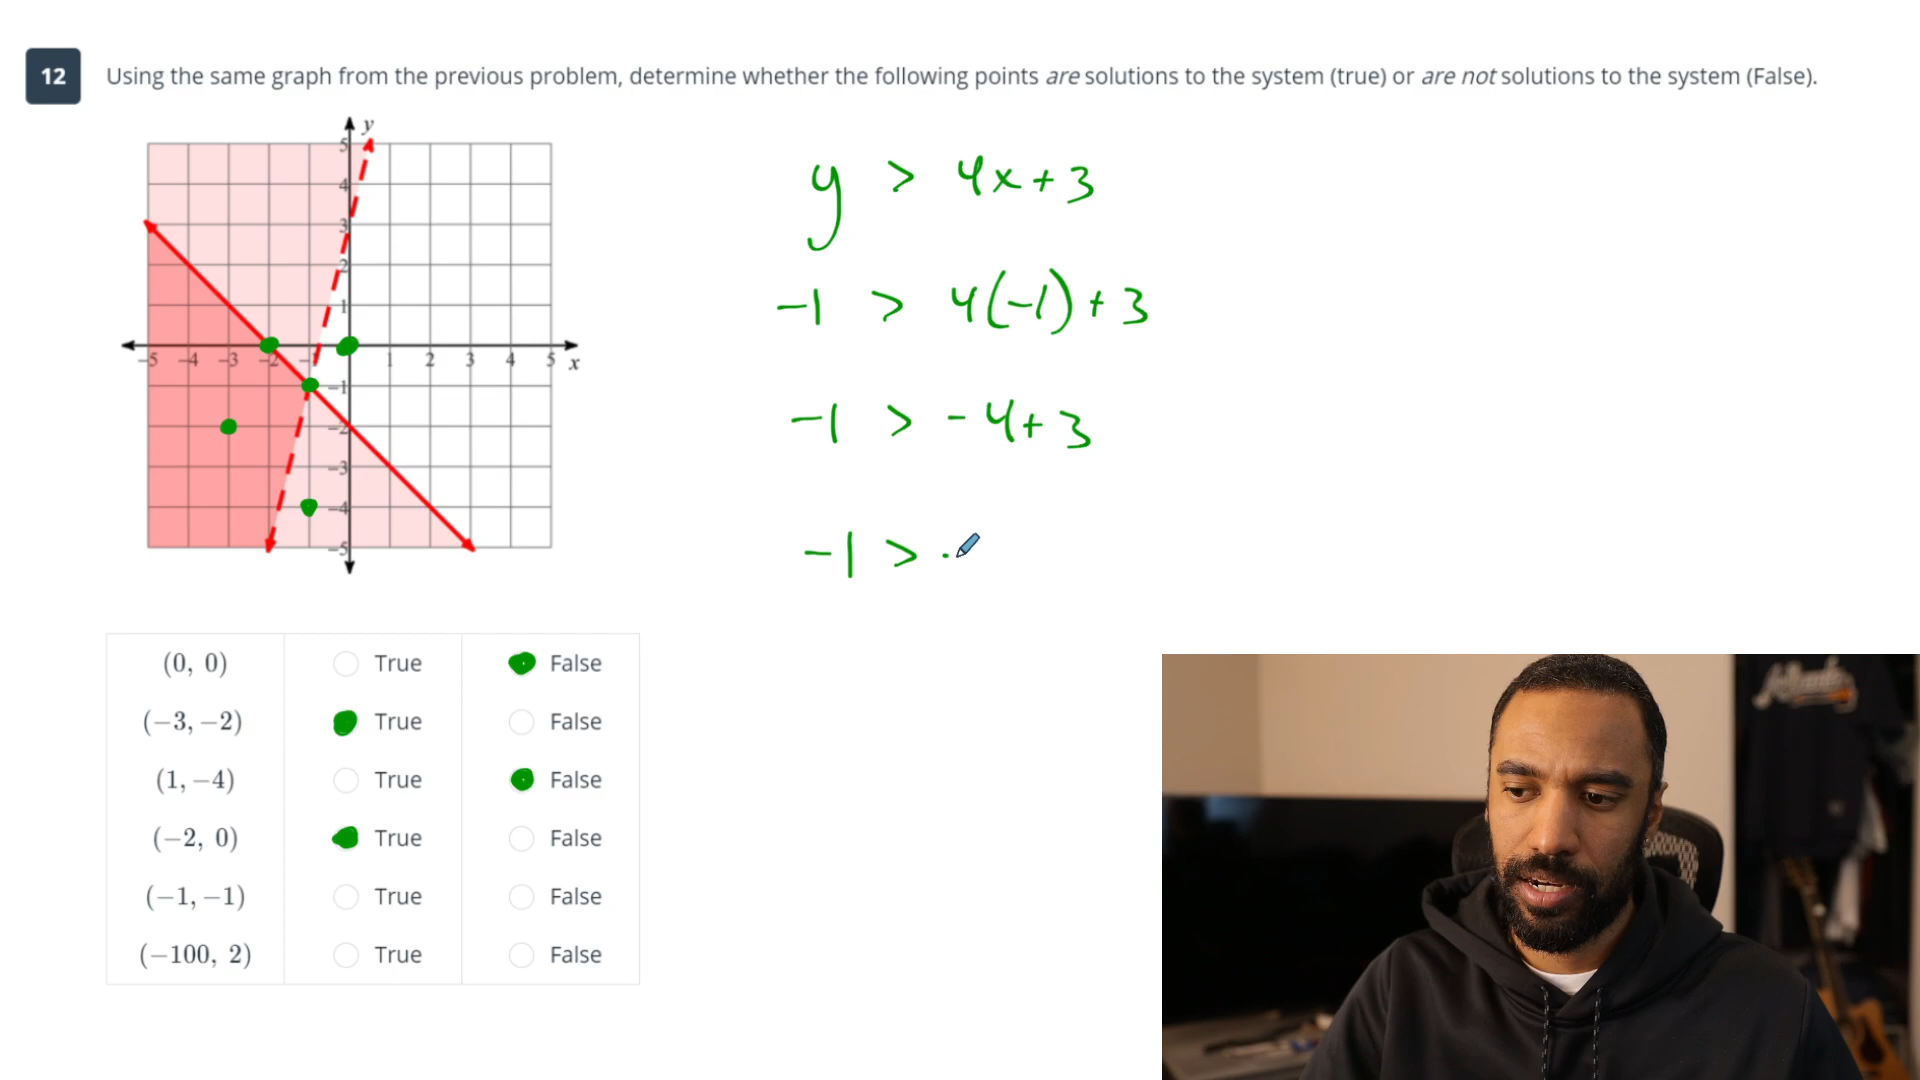 12 Using the same graph from the previous problem, determine whether the following points are solutions to the system (true) or are not solutions to the system (False).
y
5
4
3
2
1
-5 -4 -3 -2 -1 1 2 3 4 5 x
-1
-2
-3
-4
-5
y > 4x+3
-1 > 4(-1)+3
-1 > -4+3
-1 >
(0, 0) True False
(−3, −2) True False
(1, −4) True False
(−2, 0) True False
(−1, −1) True False
(−100, 2) True False